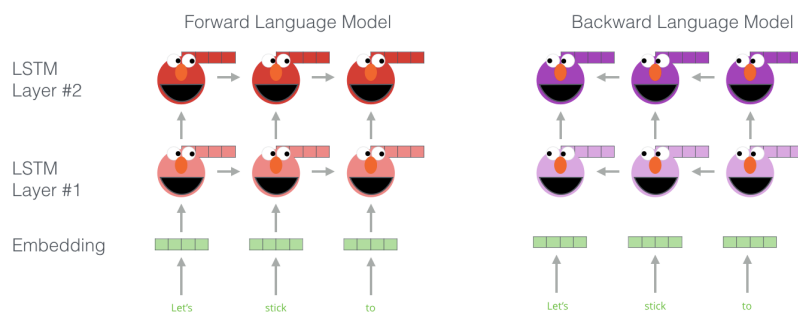 Forward Language Model
Backward Language Model
LSTM
Layer #2
LSTM
Layer #1
Embedding
Let's
stick
to
Let's
stick
to